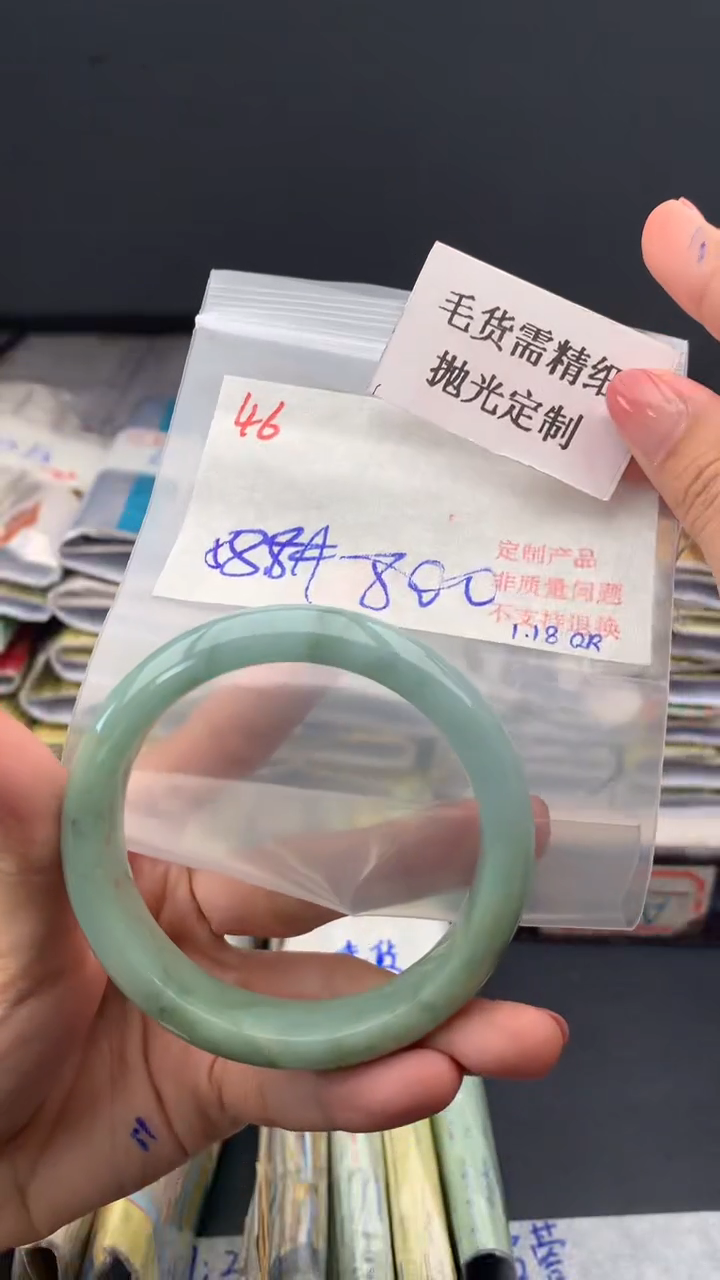 毛货需精细
抛光定制
46
800
定制产品
非质量问题
不支持退换
1.18 QR